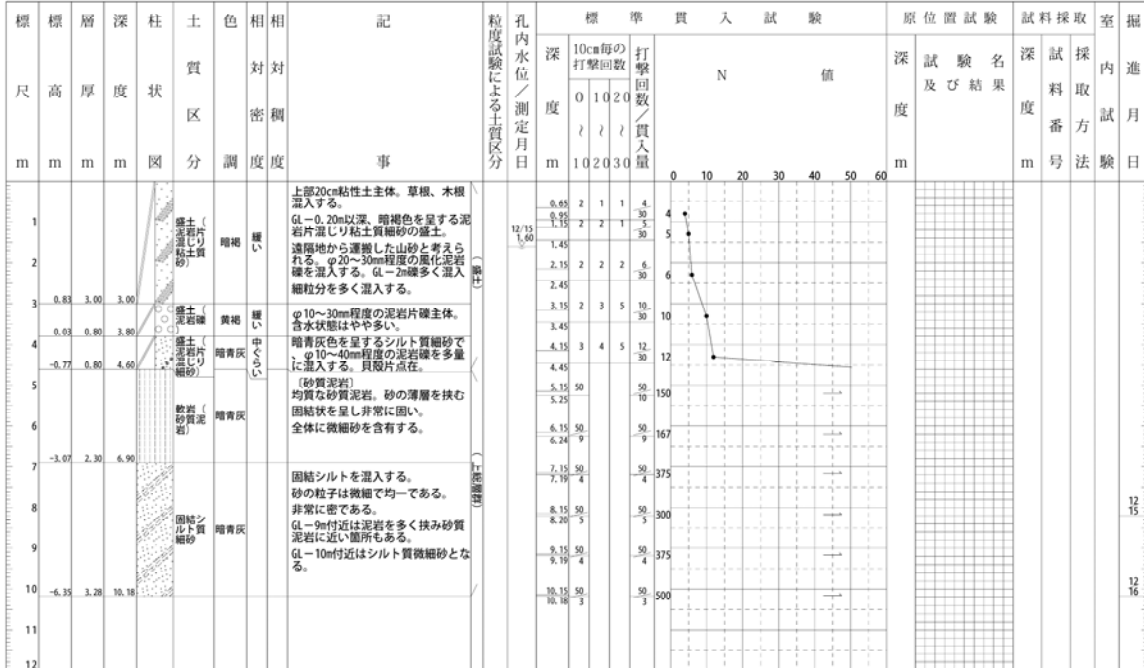 標尺 m
標高 m
層厚 m
深度 m
柱状図
土質区分
色調
相対密度
相対稠度
記事
粒度試験による土質区分
孔内水位／測定月日
標準貫入試験
深度 m
10cm毎の
打撃回数
0 10 20
〜 〜 〜
10 20 30
打撃回数／貫入量
N 値
0 10 20 30 40 50 60
原位置試験
深度 m
試験名
及び結果
試料採取
深度 m
試料番号
採取方法
室内試験
掘進月日
1
2
3
4
5
6
7
8
9
10
11
12
0.83 3.00 3.00
盛土（
泥岩片
混じり
粘土質
砂）
暗褐
緩い
上部20cm粘性土主体。草根、木根
混入する。
GL−0.20m以深、暗褐色を呈する泥
岩片混じり粘土質細砂の盛土。
遠隔地から運搬した山砂と考えら
れる。φ20〜30mm程度の風化泥岩
礫を混入する。GL−2m礫多く混入
細粒分を多く混入する。
（盛土）
0.03 0.80 3.80
盛土（
泥岩礫
）
黄褐
緩い
φ10〜30mm程度の泥岩片礫主体。
含水状態はやや多い。
-0.77 0.80 4.60
盛土（
泥岩片
混じり
細砂）
暗青灰
中ぐらい
暗青灰色を呈するシルト質細砂で
、φ10〜40mm程度の泥岩礫を多量
に混入する。貝殻片点在。
-3.07 2.30 6.90
軟岩（
砂質泥
岩）
暗青灰
〔砂質泥岩〕
均質な砂質泥岩。砂の薄層を挟む
固結状を呈し非常に固い。
全体に微細砂を含有する。
（上総層群）
-6.35 3.28 10.18
固結シ
ルト質
細砂
暗青灰
固結シルトを混入する。
砂の粒子は微細で均一である。
非常に密である。
GL−9m付近は泥岩を多く挟み砂質
泥岩に近い箇所もある。
GL−10m付近はシルト質微細砂とな
る。
12/15
1.60
0.65 2 1 1 4
0.95 30
4
1.15 2 2 1 5
1.45 30
5
2.15 2 2 2 6
2.45 30
6
3.15 2 3 5 10
3.45 30
10
4.15 3 4 5 12
4.45 30
12
5.15 50 50
5.25 10
150
6.15 50 50
6.24 9 9
167
7.15 50 50
7.19 4 4
375
8.15 50 50
8.20 5 5
300
9.15 50 50
9.19 4 4
375
10.15 50 50
10.18 3 3
500
12
15
12
16